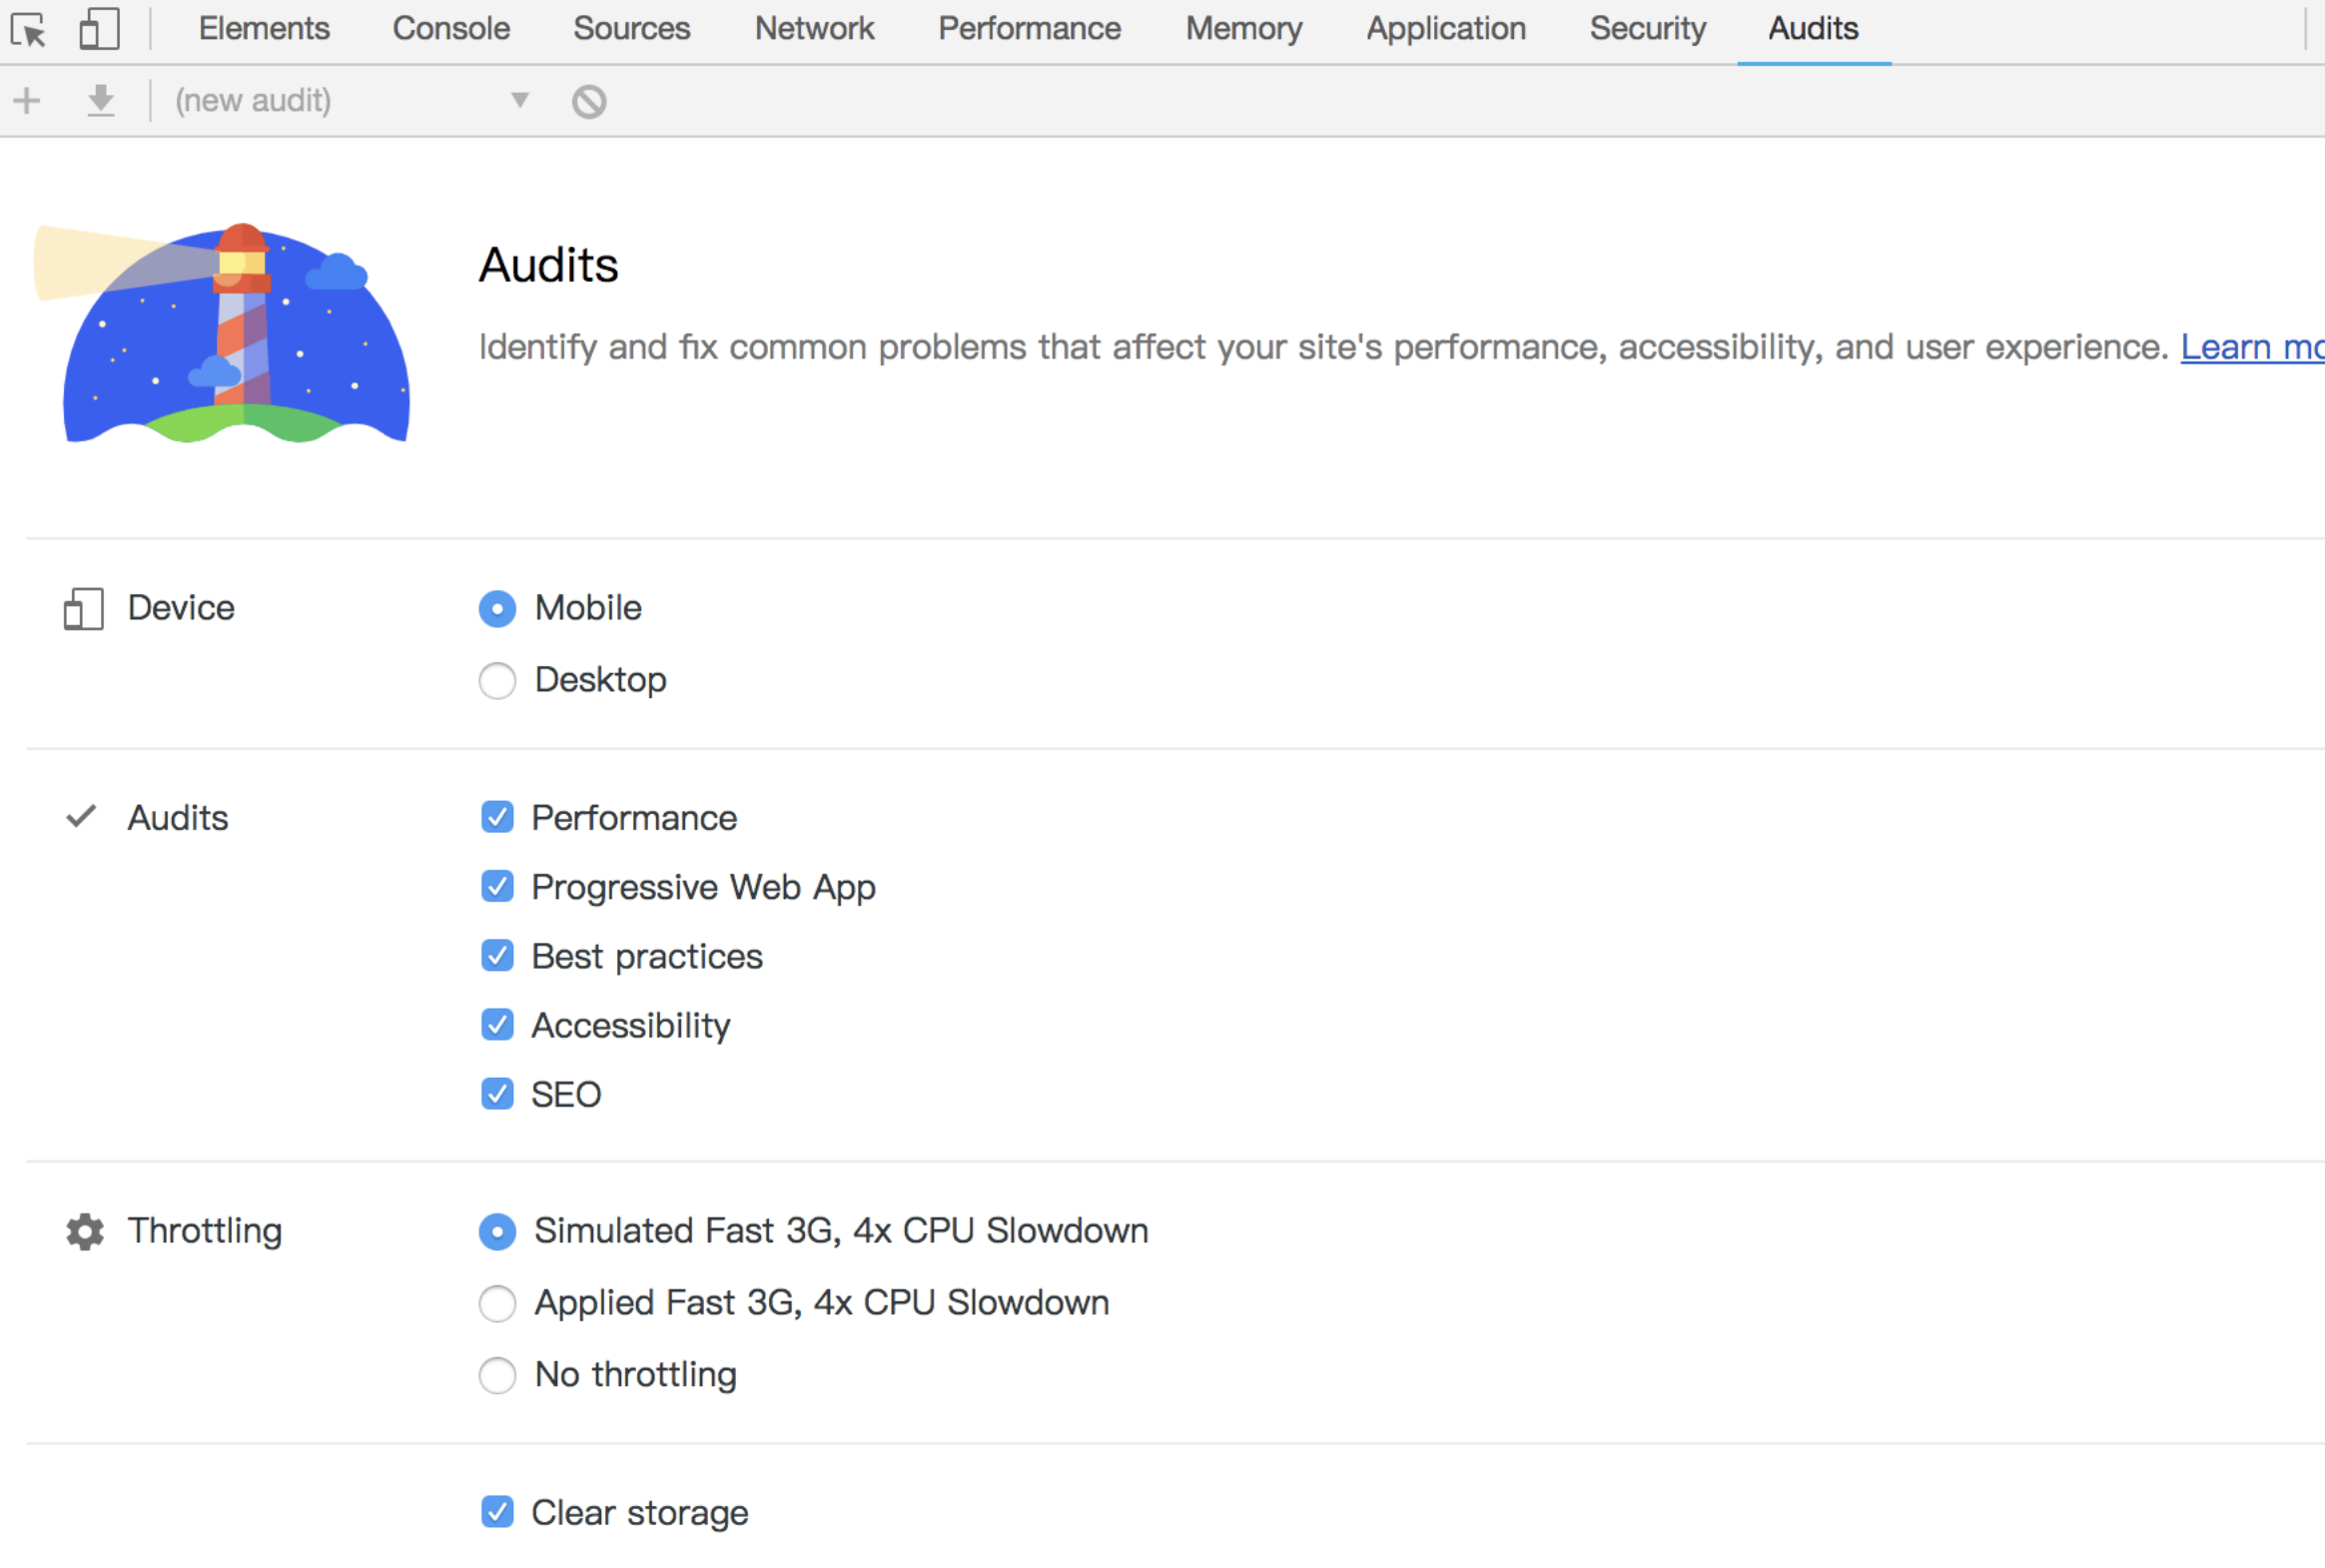 Elements Console Sources Network Performance Memory Application Security Audits
(new audit)
Audits
Identify and fix common problems that affect your site's performance, accessibility, and user experience. Learn
Device
Mobile
Desktop
Audits
Performance
Progressive Web App
Best practices
Accessibility
SEO
Throttling
Simulated Fast 3G, 4x CPU Slowdown
Applied Fast 3G, 4x CPU Slowdown
No throttling
Clear storage